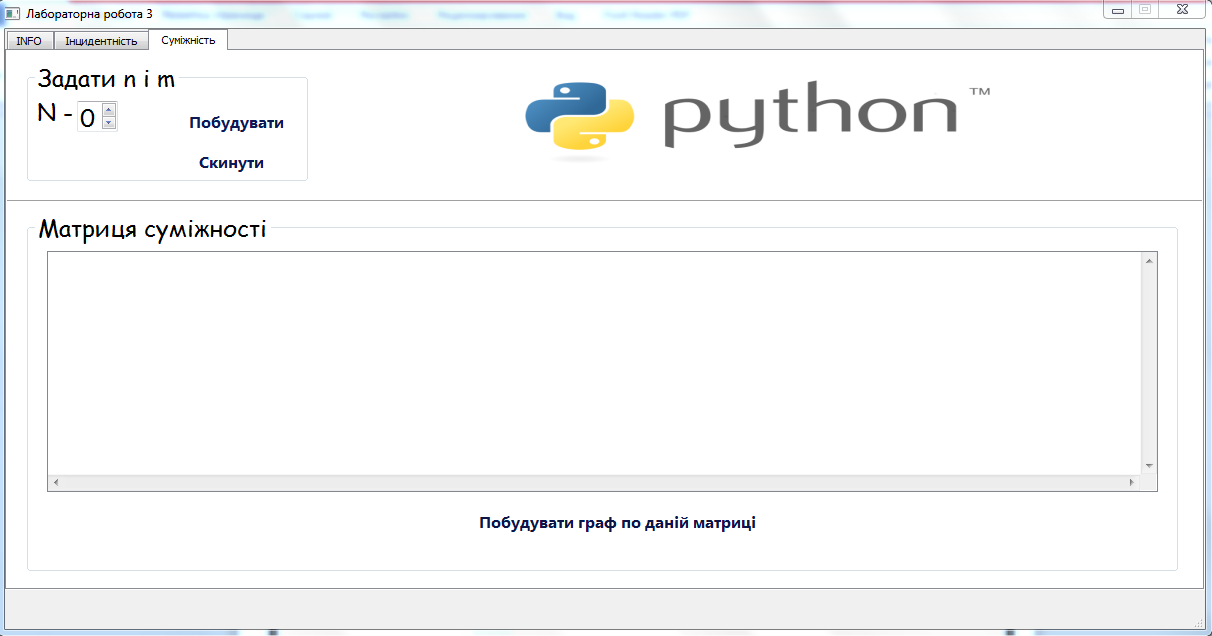 Лабораторна робота 3
INFO Інцидентність Суміжність
Задати n і m
N - 0
Побудувати
Скинути
python™
Матриця суміжності
Побудувати граф по даній матриці